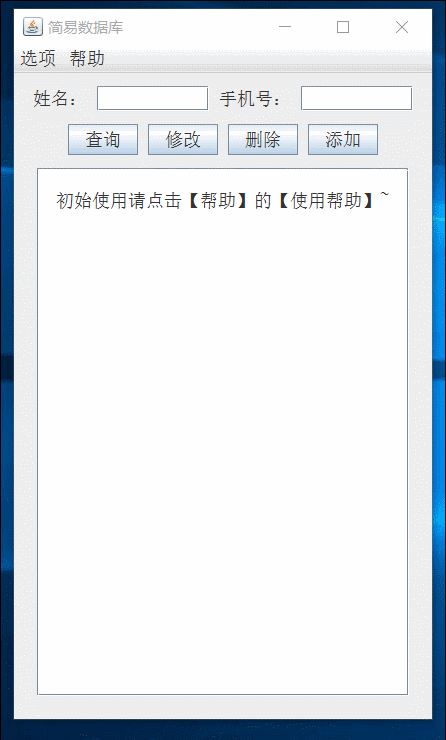 简易数据库
选项 帮助
姓名： 手机号：
查询 修改 删除 添加
初始使用请点击【帮助】的【使用帮助】~